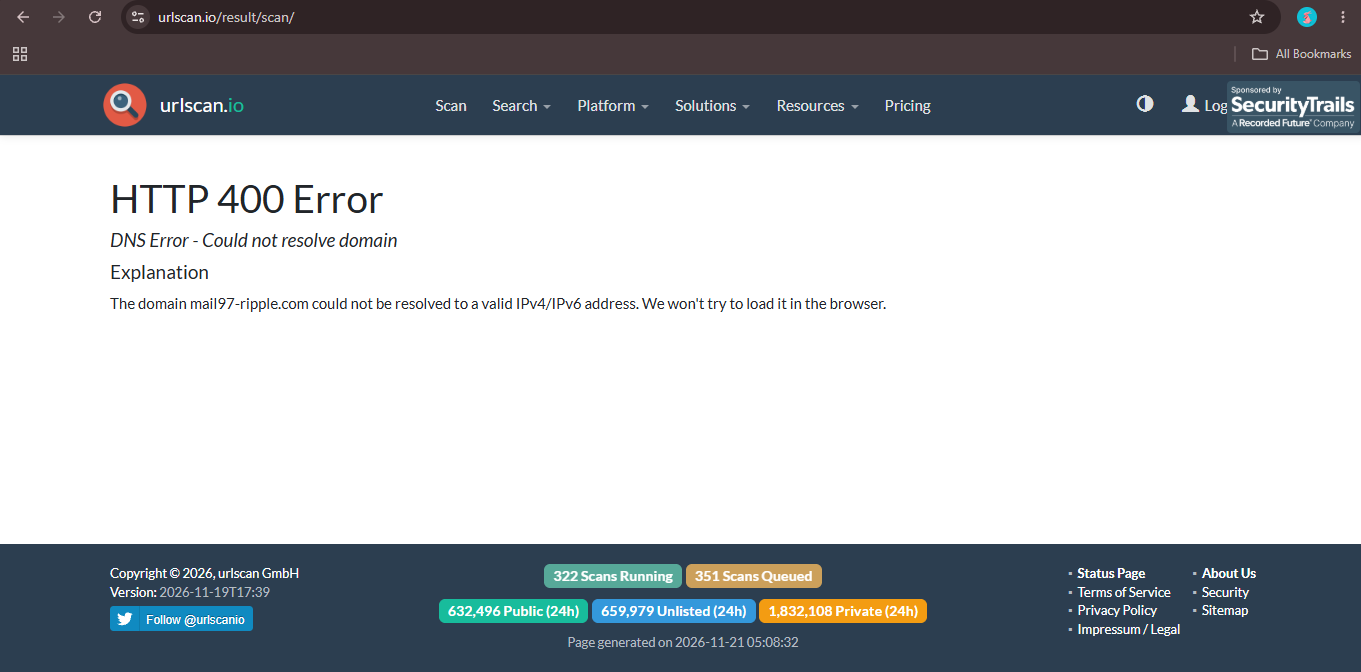 urlscan.io/result/scan/
All Bookmarks
urlscan.io
Scan
Search
Platform
Solutions
Resources
Pricing
Log
Sponsored by
SecurityTrails
A Recorded Future® Company
HTTP 400 Error
DNS Error - Could not resolve domain
Explanation
The domain mail97-ripple.com could not be resolved to a valid IPv4/IPv6 address. We won't try to load it in the browser.
Copyright © 2026, urlscan GmbH
Version: 2026-11-19T17:39
Follow @urlscanio
322 Scans Running
351 Scans Queued
632,496 Public (24h)
659,979 Unlisted (24h)
1,832,108 Private (24h)
Page generated on 2026-11-21 05:08:32
▪ Status Page
▪ Terms of Service
▪ Privacy Policy
▪ Impressum / Legal
▪ About Us
▪ Security
▪ Sitemap